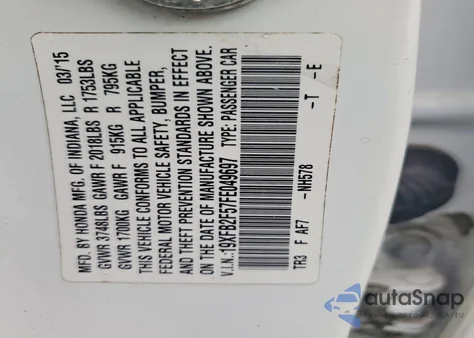 MFD. BY HONDA MFG. OF INDIANA, LLC 03/15
GVWR 3748LBS GAWR F 2018LBS R 1753LBS
GVWR 1700KG GAWR F 915KG R 795KG
THIS VEHICLE CONFORMS TO ALL APPLICABLE
FEDERAL MOTOR VEHICLE SAFETY, BUMPER,
AND THEFT PREVENTION STANDARDS IN EFFECT
ON THE DATE OF MANUFACTURE SHOWN ABOVE.
V.I.N.:19XFB2F57FE049697 TYPE: PASSENGER CAR
TR3 F AF7 -NH578 -T -E
autaSnap